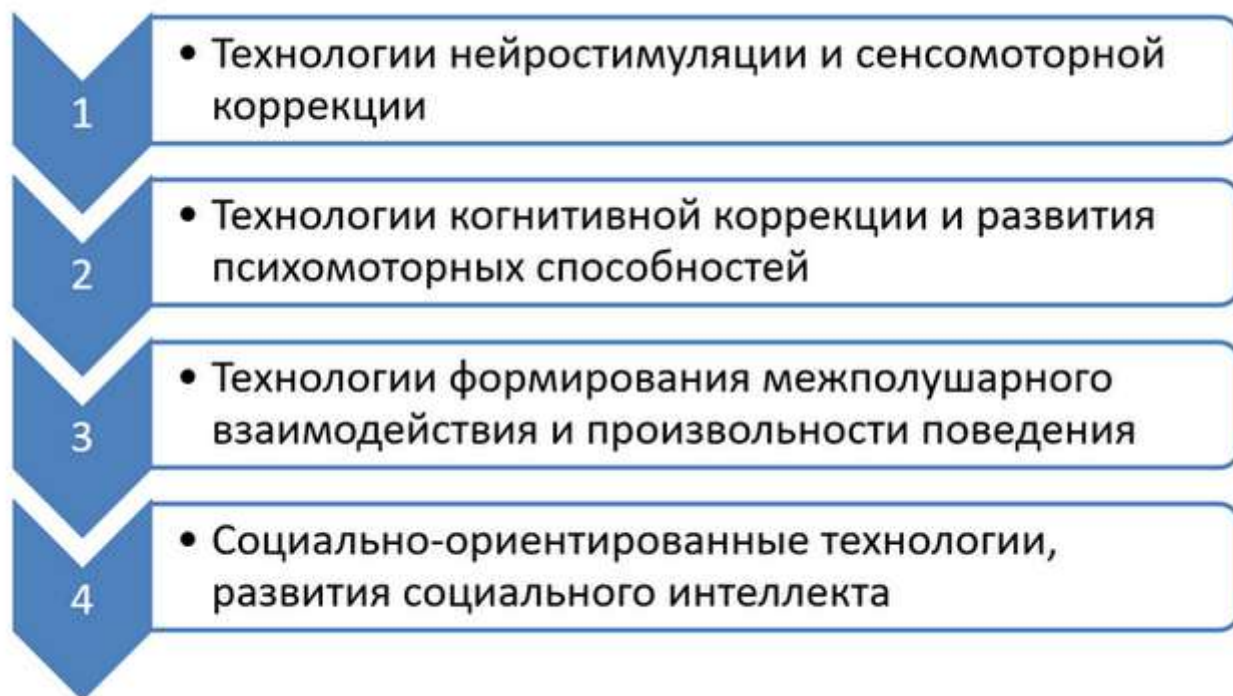 1
• Технологии нейростимуляции и сенсомоторной
коррекции
2
• Технологии когнитивной коррекции и развития
психомоторных способностей
3
• Технологии формирования межполушарного
взаимодействия и произвольности поведения
4
• Социально-ориентированные технологии,
развития социального интеллекта